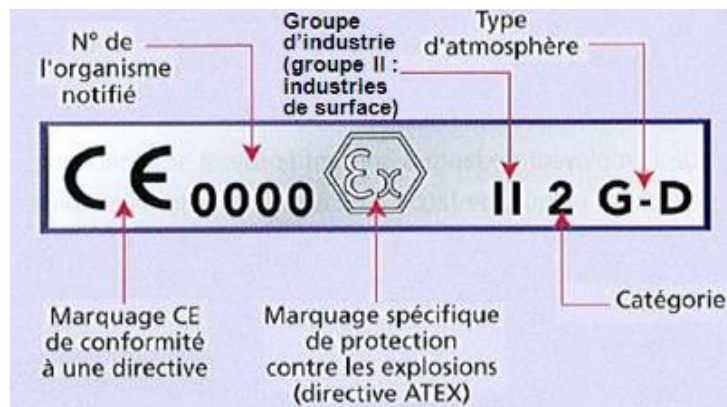 N° de
l'organisme
notifié
Groupe
d'industrie
(groupe II :
industries
de surface)
Type
d'atmosphère
CE 0000 Ex II 2 G-D
Marquage CE
de conformité
à une directive
Marquage spécifique
de protection
contre les explosions
(directive ATEX)
Catégorie